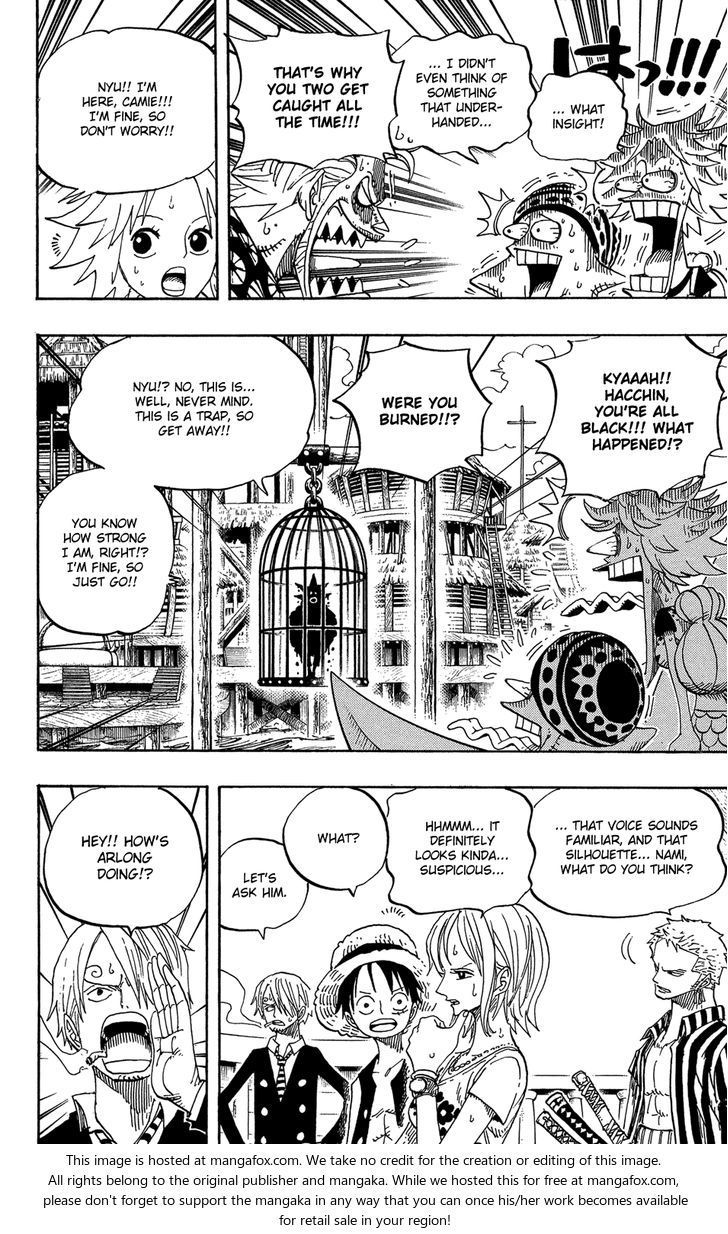 はっ!!!
... WHAT
INSIGHT!
... I DIDN'T
EVEN THINK OF
SOMETHING
THAT UNDER-
HANDED...
THAT'S WHY
YOU TWO GET
CAUGHT ALL
THE TIME!!!
NYU!! I'M
HERE, CAMIE!!!
I'M FINE, SO
DON'T WORRY!!
KYAAAH!!
HACCHIN,
YOU'RE ALL
BLACK!!! WHAT
HAPPENED!?
WERE YOU
BURNED!!?
NYU!? NO, THIS IS...
WELL, NEVER MIND.
THIS IS A TRAP, SO
GET AWAY!!
YOU KNOW
HOW STRONG
I AM, RIGHT!?
I'M FINE, SO
JUST GO!!
... THAT VOICE SOUNDS
FAMILIAR, AND THAT
SILHOUETTE... NAMI,
WHAT DO YOU THINK?
HHMMM... IT
DEFINITELY
LOOKS KINDA...
SUSPICIOUS...
WHAT?
LET'S
ASK HIM.
HEY!! HOW'S
ARLONG
DOING!?
This image is hosted at mangafox.com. We take no credit for the creation or editing of this image.
All rights belong to the original publisher and mangaka. While we hosted this for free at mangafox.com,
please don't forget to support the mangaka in any way that you can once his/her work becomes available
for retail sale in your region!